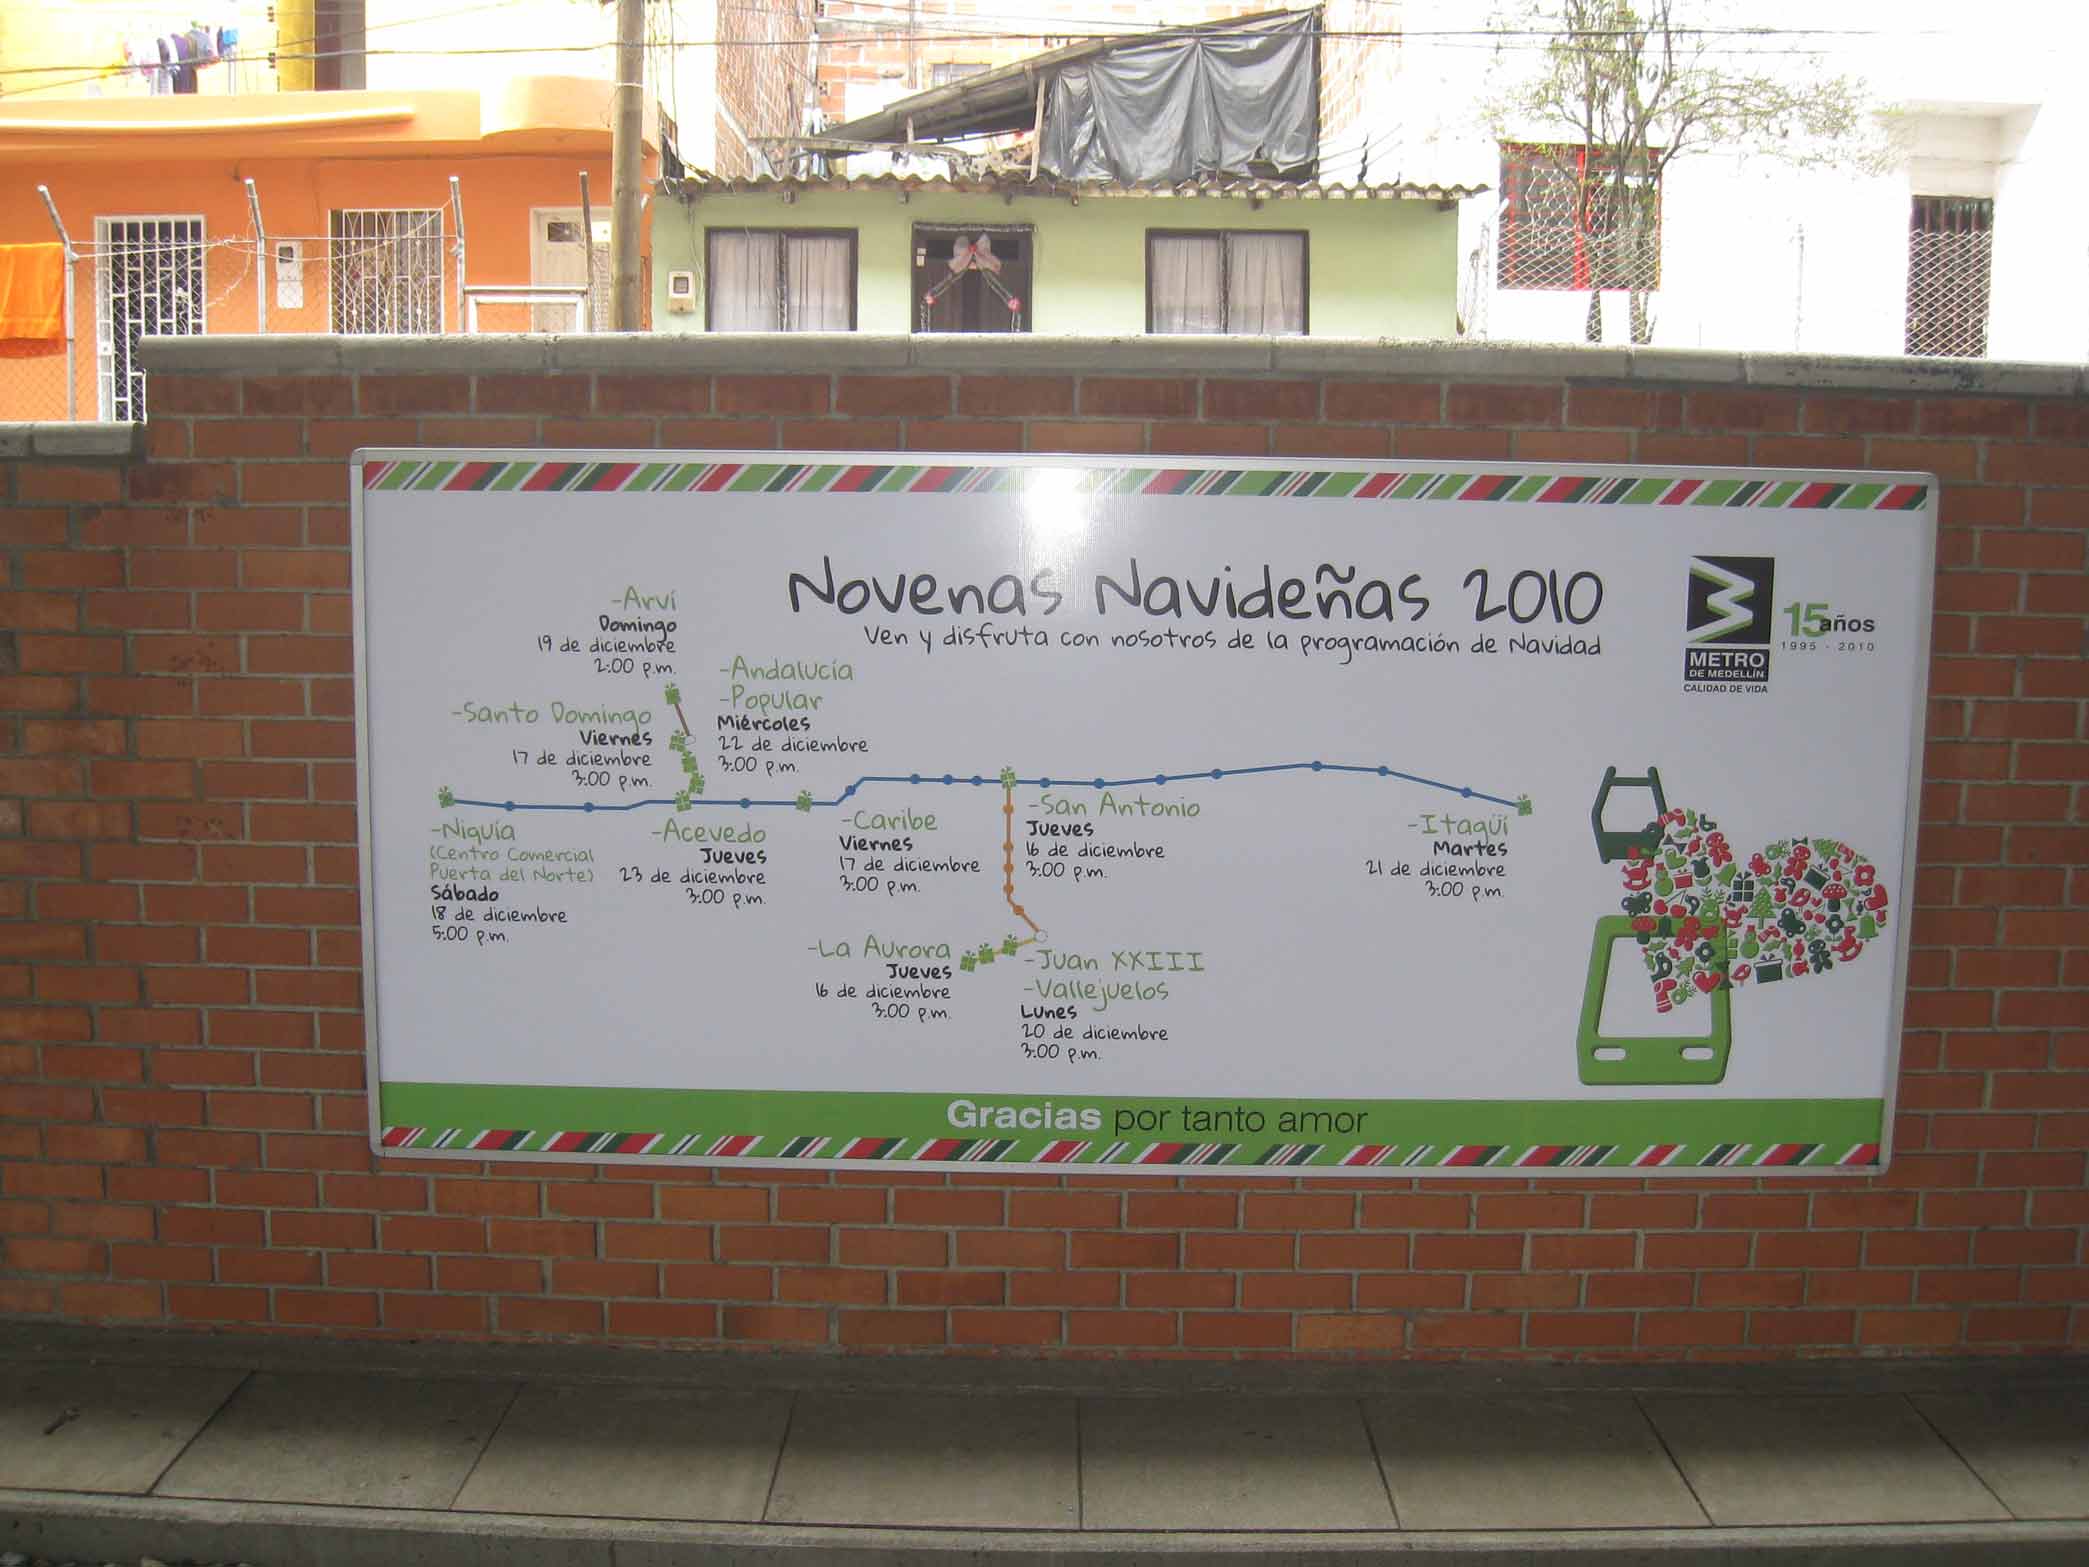 Novenas Navideñas 2010
Ven y disfruta con nosotros de la programación de Navidad
METRO
DE MEDELLÍN
CALIDAD DE VIDA
15 años
1995 - 2010
-Arví
Domingo
19 de diciembre
2:00 p.m.
-Andalucía
-Popular
Miércoles
22 de diciembre
3:00 p.m.
-Santo Domingo
Viernes
17 de diciembre
3:00 p.m.
-Niquía
(Centro Comercial
Puerta del Norte)
Sábado
18 de diciembre
5:00 p.m.
-Acevedo
Jueves
23 de diciembre
3:00 p.m.
-Caribe
Viernes
17 de diciembre
3:00 p.m.
-San Antonio
Jueves
16 de diciembre
3:00 p.m.
-Itagüí
Martes
21 de diciembre
3:00 p.m.
-La Aurora
Jueves
16 de diciembre
3:00 p.m.
-Juan XXIII
-Vallejuelos
Lunes
20 de diciembre
3:00 p.m.
Gracias por tanto amor